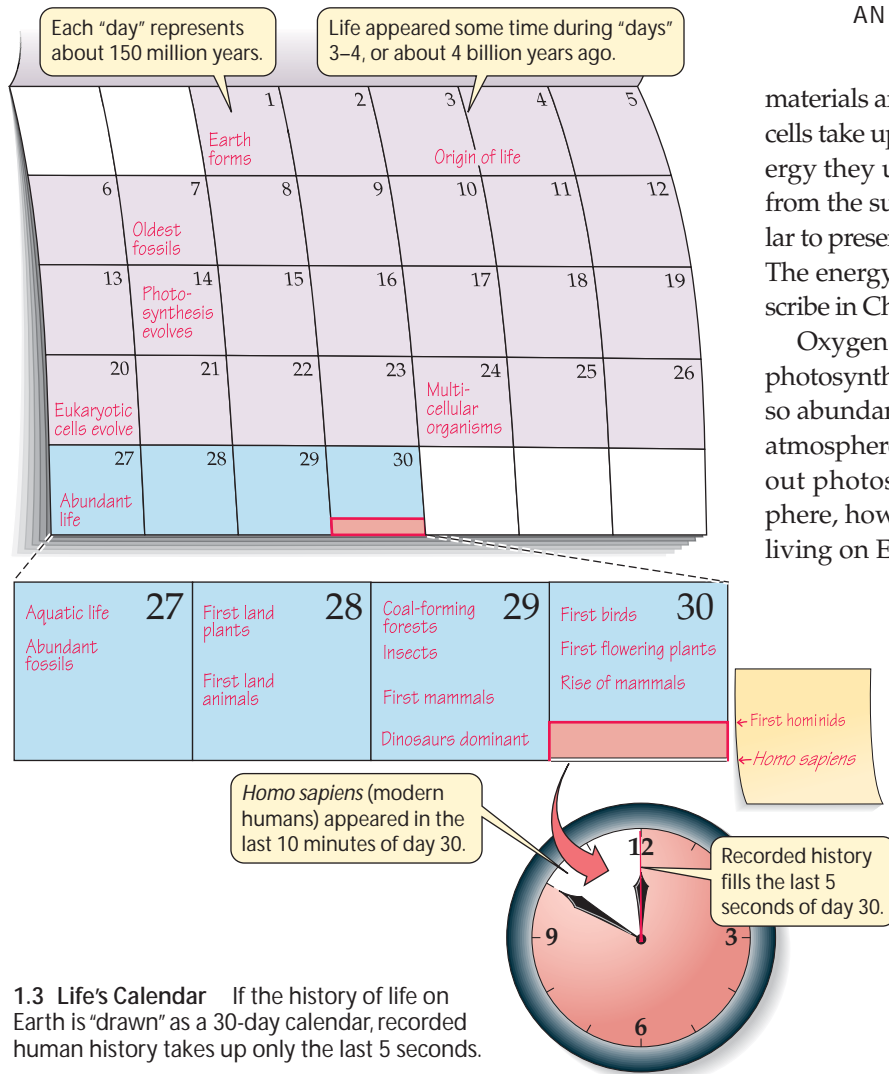 AN
Each “day” represents
about 150 million years.
Life appeared some time during “days”
3–4, or about 4 billion years ago.
1
2
3
4
5
Earth
forms
Origin of life
6
7
8
9
10
11
12
Oldest
fossils
13
14
15
16
17
18
19
Photo-
synthesis
evolves
20
21
22
23
24
25
26
Eukaryotic
cells evolve
Multi-
cellular
organisms
27
28
29
30
Abundant
life
27
Aquatic life
Abundant
fossils
28
First land
plants
First land
animals
29
Coal-forming
forests
Insects
First mammals
Dinosaurs dominant
30
First birds
First flowering plants
Rise of mammals
First hominids
Homo sapiens
Homo sapiens (modern
humans) appeared in the
last 10 minutes of day 30.
12
3
6
9
Recorded history
fills the last 5
seconds of day 30.
1.3 Life’s Calendar If the history of life on
Earth is “drawn” as a 30-day calendar, recorded
human history takes up only the last 5 seconds.
materials a
cells take up
ergy they u
from the su
lar to prese
The energy
scribe in Ch
Oxygen
photosynth
so abundan
atmosphere
out photos
phere, how
living on E